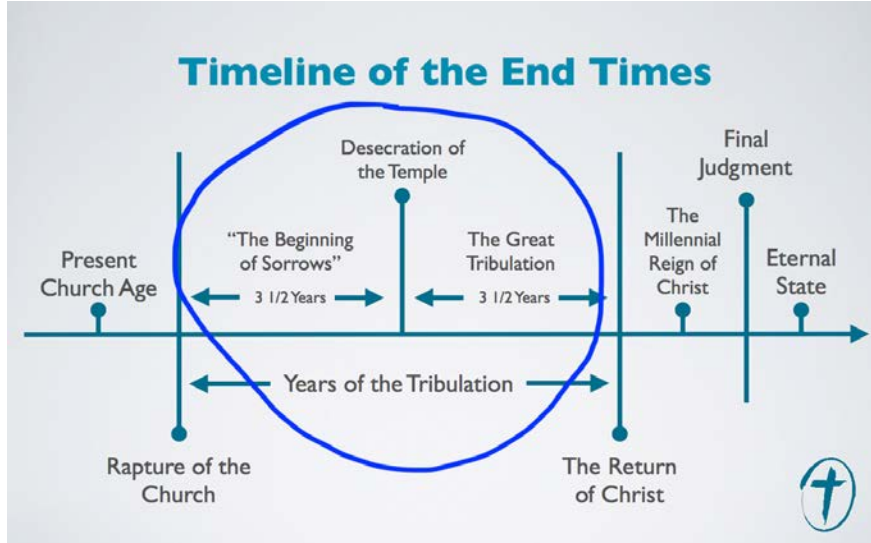 Timeline of the End Times
Desecration of
the Temple
Final
Judgment
"The Beginning
of Sorrows"
3 1/2 Years
The Great
Tribulation
3 1/2 Years
The
Millennial
Reign of
Christ
Present
Church Age
Eternal
State
Years of the Tribulation
Rapture of the
Church
The Return
of Christ